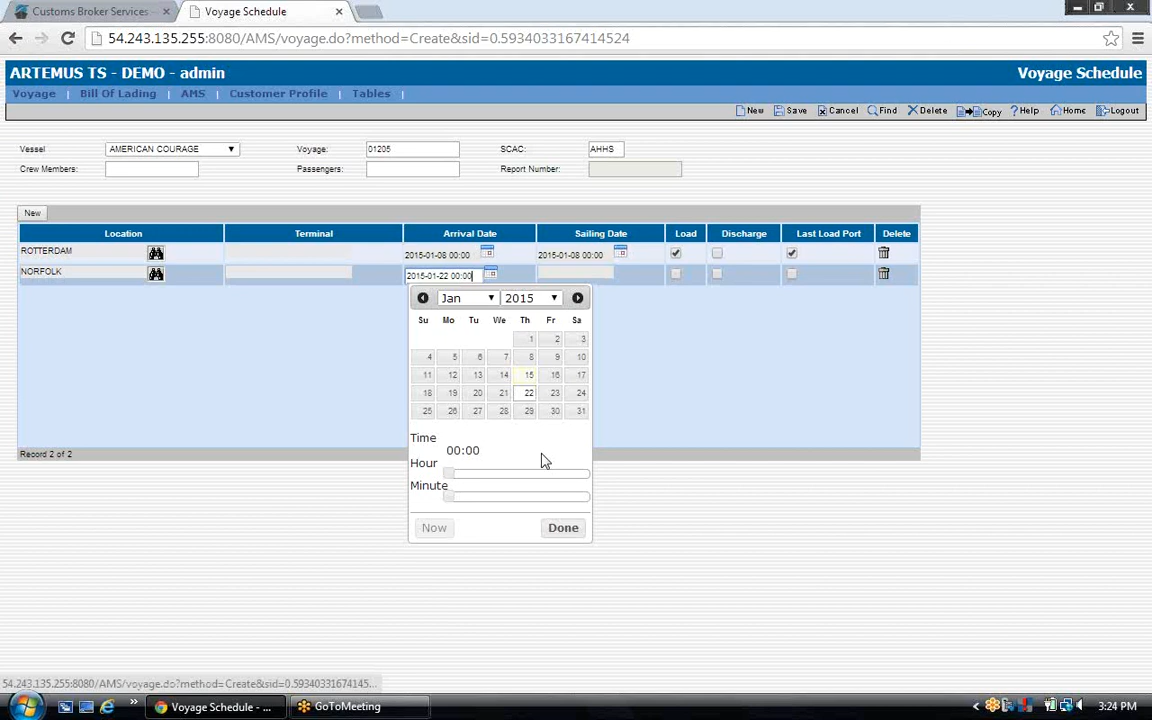 Customs Broker Services
Voyage Schedule
54.243.135.255:8080/AMS/voyage.do?method=Create&sid=0.5934033167414524
ARTEMUS TS - DEMO - admin
Voyage Schedule
Voyage | Bill Of Lading | AMS | Customer Profile | Tables |
New Save Cancel Find Delete Copy Help Home Logout
Vessel AMERICAN COURAGE Voyage: 01205 SCAC: AHHS
Crew Members: Passengers: Report Number:
New
Location Terminal Arrival Date Sailing Date Load Discharge Last Load Port Delete
ROTTERDAM 2015-01-08 00:00 2015-01-08 00:00
NORFOLK 2015-01-22 00:00
Jan 2015
Su Mo Tu We Th Fr Sa
1 2 3
4 5 6 7 8 9 10
11 12 13 14 15 16 17
18 19 20 21 22 23 24
25 26 27 28 29 30 31
Time
00:00
Hour
Minute
Now Done
Record 2 of 2
54.243.135.255:8080/AMS/voyage.do?method=Create&sid=0.59340331674145...
Voyage Schedule - ... GoToMeeting 3:24 PM